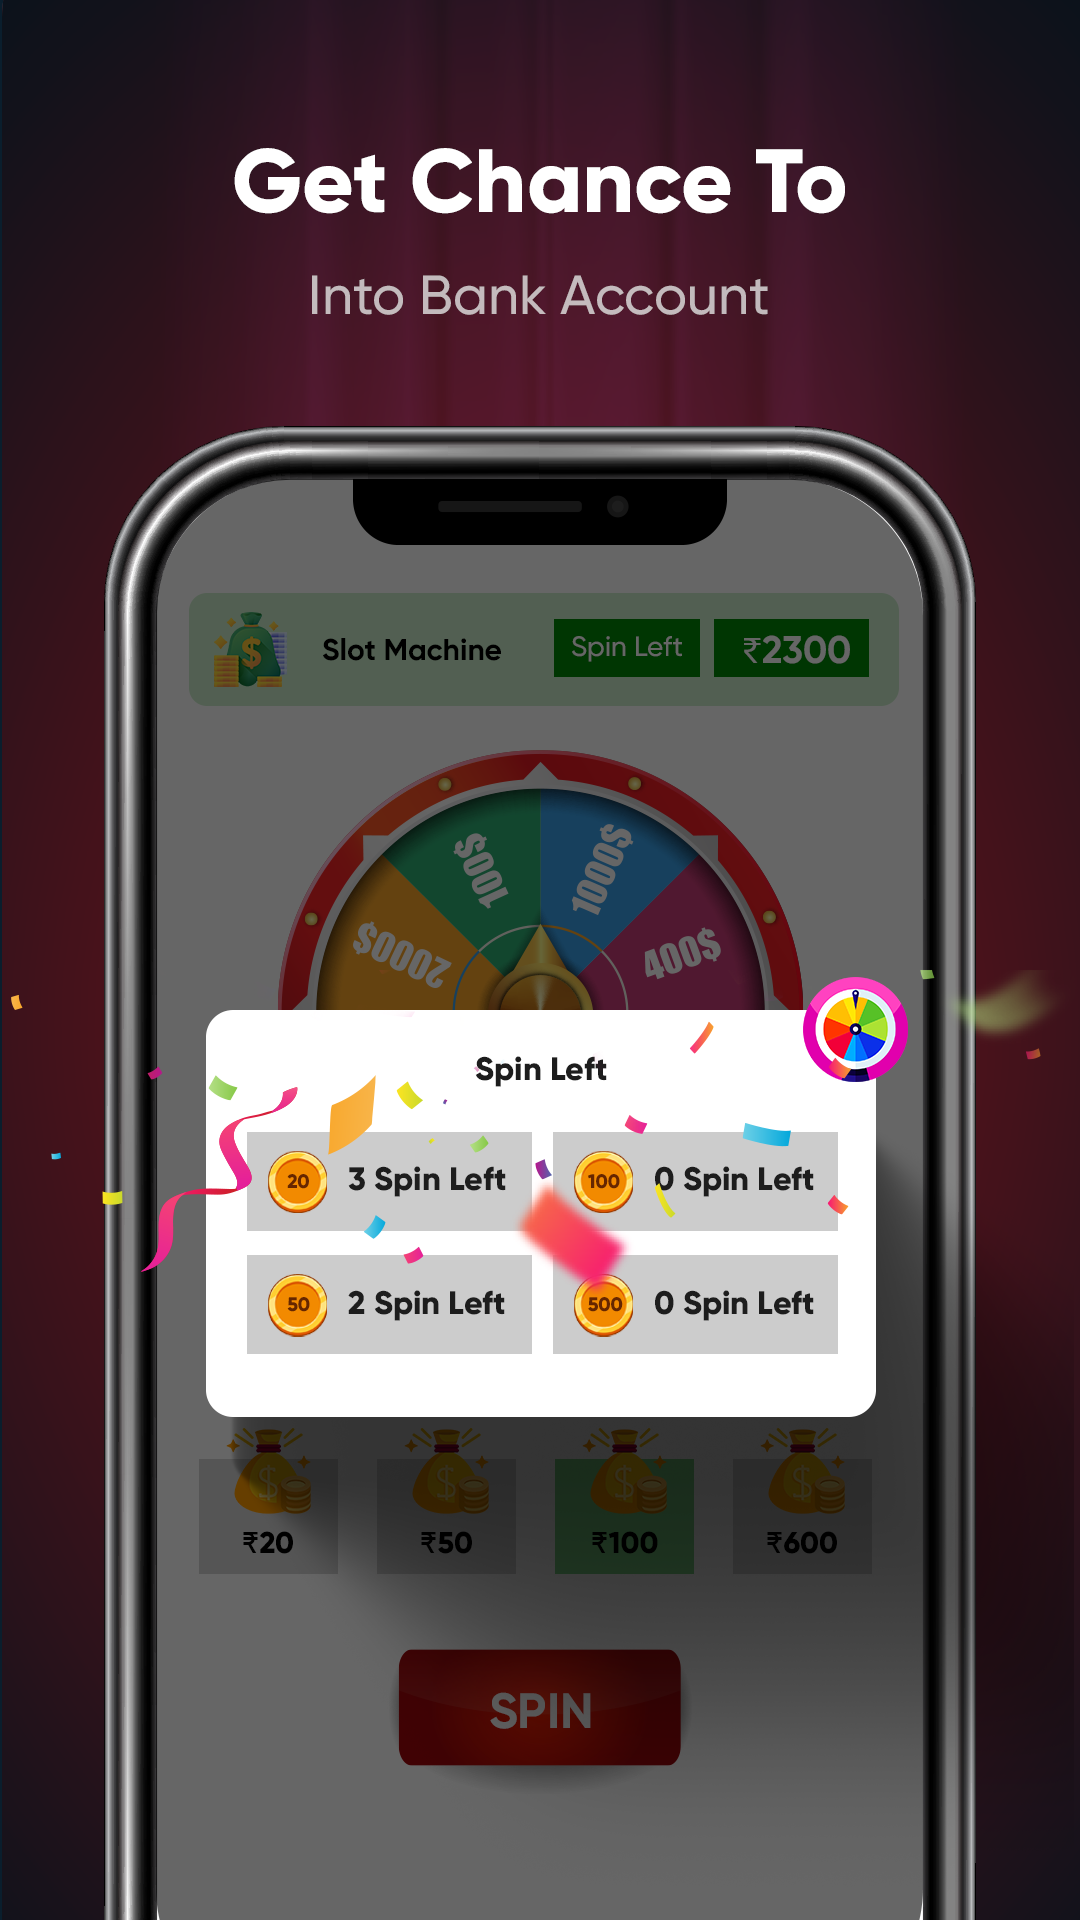 Get Chance To
Into Bank Account
Slot Machine
Spin Left
₹2300
100$
1000$
2000$
400$
Spin Left
20
3 Spin Left
100
0 Spin Left
50
2 Spin Left
500
0 Spin Left
₹20
₹50
₹100
₹600
SPIN